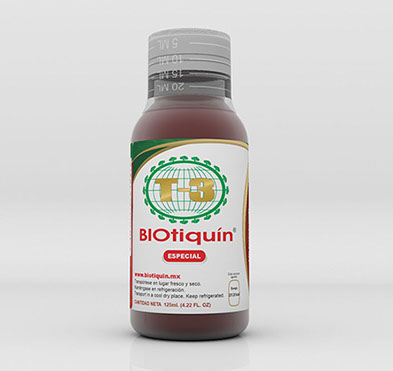 5 ML
10 ML
15 ML
20 ML
T-3
BIOtiquín®
ESPECIAL
www.biotiquin.mx
Transpórtese en lugar fresco y seco.
Manténgase en refrigeración.
Transport in a cool dry place. Keep refrigerated.
CANTIDAD NETA 125ml. (4.22 FL. OZ)